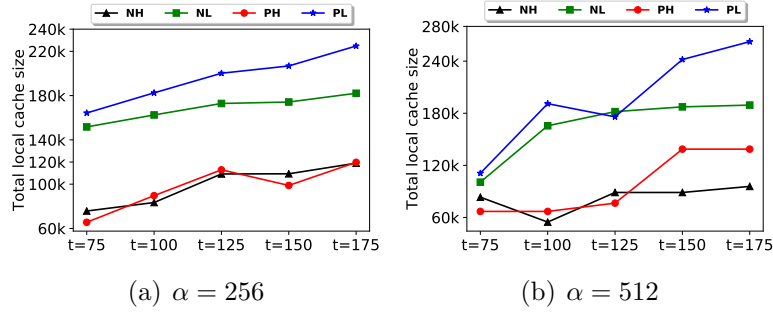 NH NL PH PL
Total local cache size
240k
220k
180k
140k
120k
100k
60k
t=75 t=100 t=125 t=150 t=175
(a) α = 256
NH NL PH PL
Total local cache size
280k
240k
180k
120k
60k
t=75 t=100 t=125 t=150 t=175
(b) α = 512